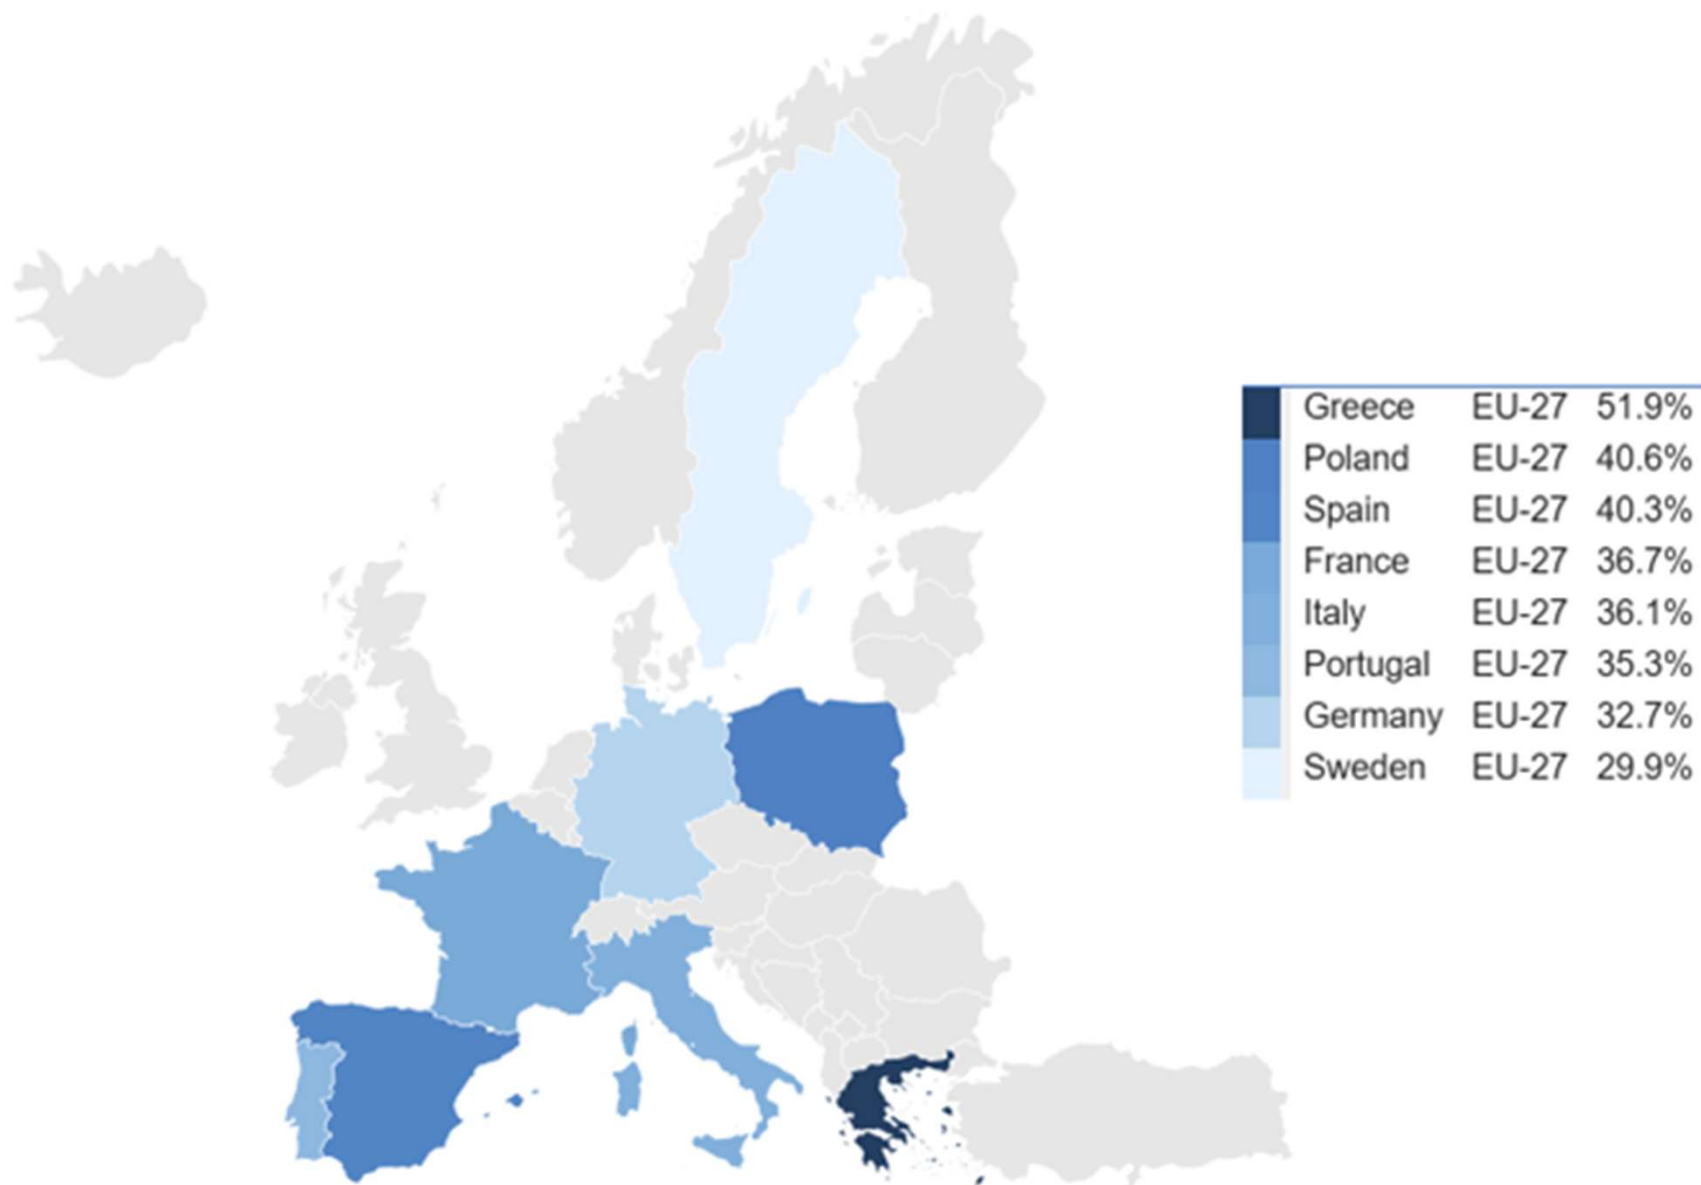 Greece EU-27 51.9%
Poland EU-27 40.6%
Spain EU-27 40.3%
France EU-27 36.7%
Italy EU-27 36.1%
Portugal EU-27 35.3%
Germany EU-27 32.7%
Sweden EU-27 29.9%